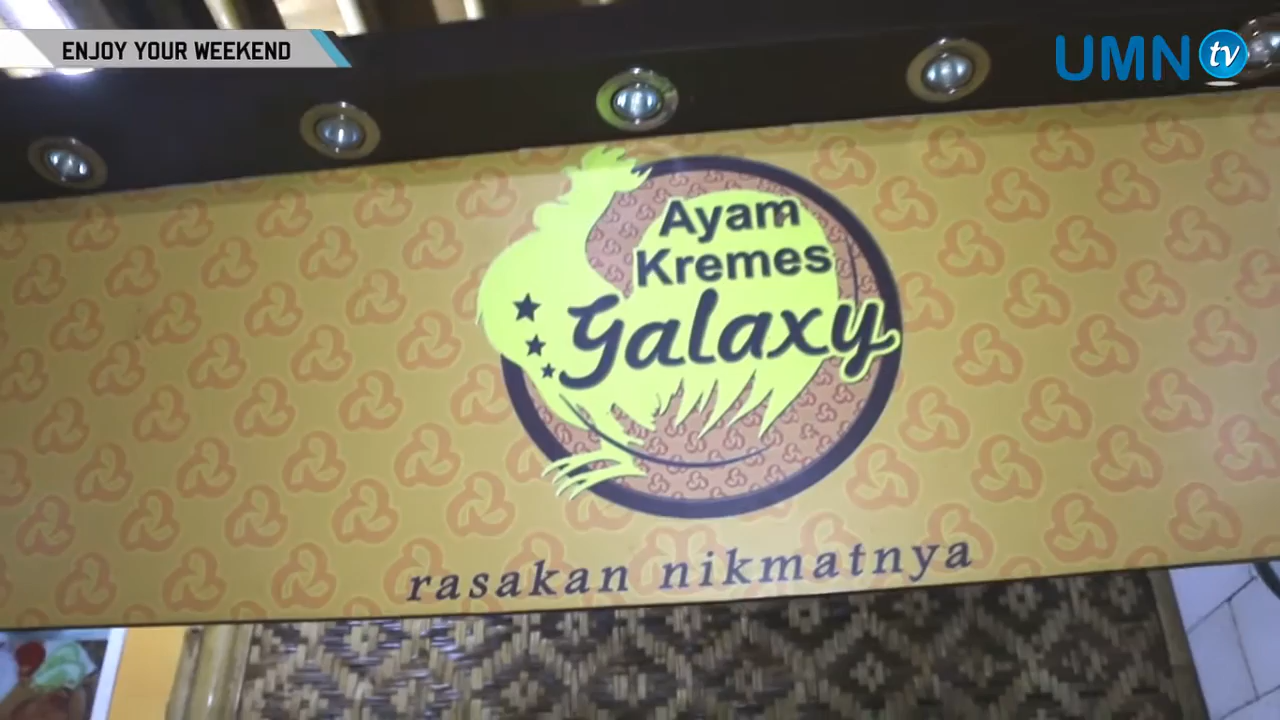 ENJOY YOUR WEEKEND
UMN tv
Ayam
Kremes
Galaxy
rasakan nikmatnya